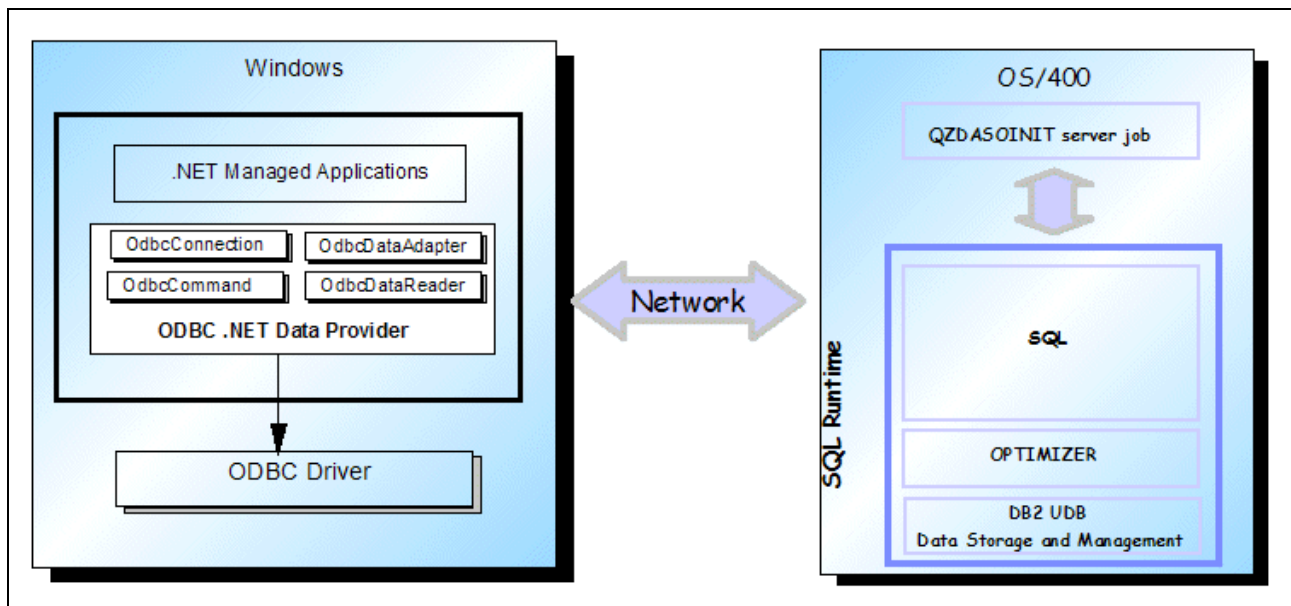 Windows
.NET Managed Applications
OdbcConnection
OdbcDataAdapter
OdbcCommand
OdbcDataReader
ODBC .NET Data Provider
ODBC Driver
Network
OS/400
QZDASOINIT server job
SQL Runtime
SQL
OPTIMIZER
DB2 UDB
Data Storage and Management